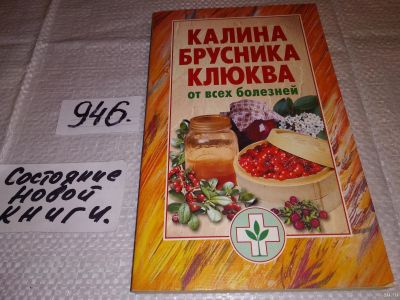 КАЛИНА
БРУСНИКА
КЛЮКВА
от всех болезней
946.
Состояние
новой
книги.